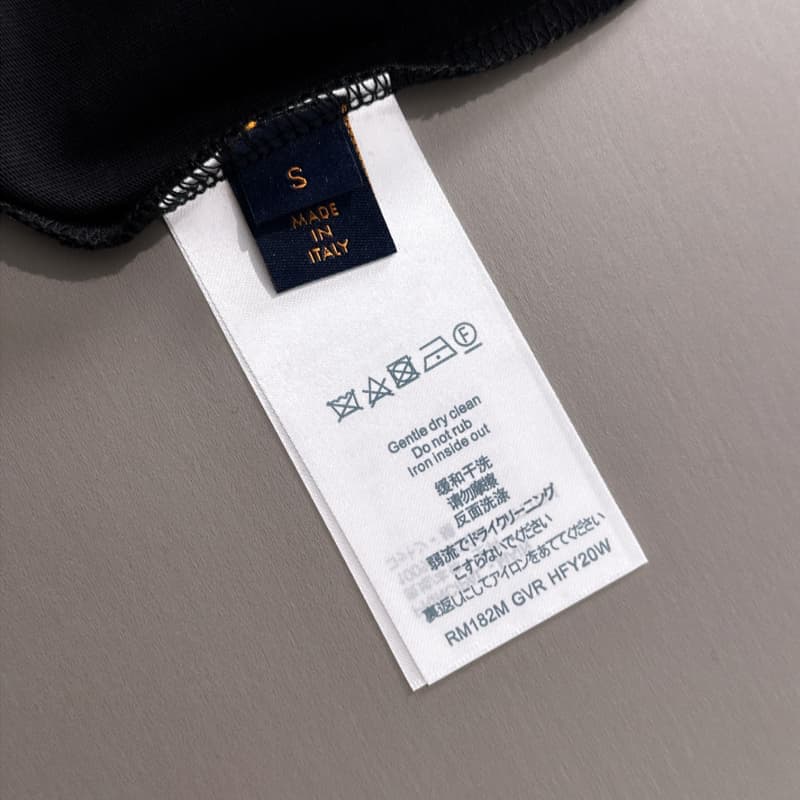 S
MADE
IN
ITALY
F
Gentle dry clean
Do not rub
Iron inside out
缓和干洗
请勿摩擦
反面洗涤
弱流でドライクリーニング
こすらないでください
裏返しにしてアイロンをあててください
RM182M GVR HFY20W